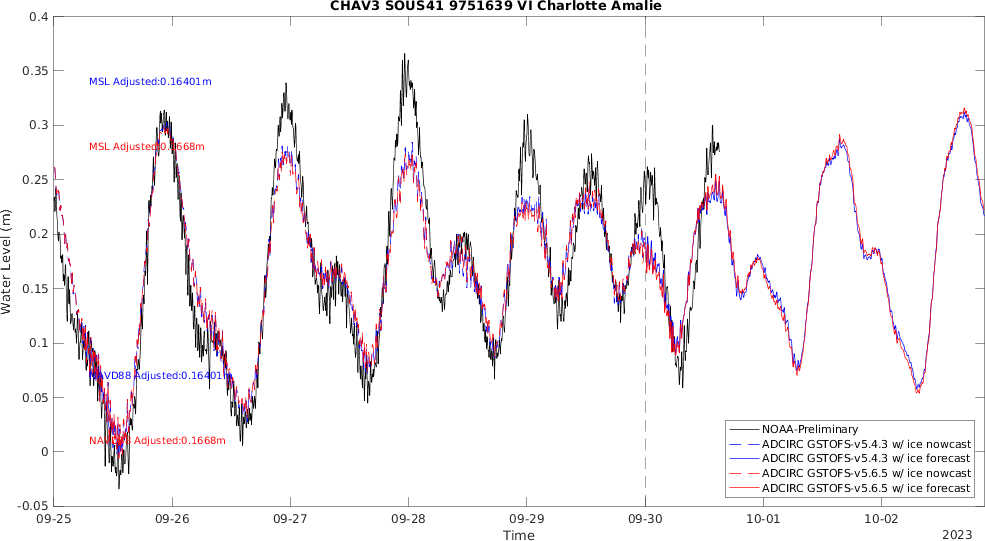 CHAV3 SOUS41 9751639 VI Charlotte Amalie
0.4
0.35
MSL Adjusted:0.16401m
0.3
MSL Adjusted:0.1668m
0.25
0.2
Water Level (m)
0.15
0.1
NAVD88 Adjusted:0.16401m
0.05
NAVD88 Adjusted:0.1668m
0
-0.05
NOAA-Preliminary
ADCIRC GSTOFS-v5.4.3 w/ ice nowcast
ADCIRC GSTOFS-v5.4.3 w/ ice forecast
ADCIRC GSTOFS-v5.6.5 w/ ice nowcast
ADCIRC GSTOFS-v5.6.5 w/ ice forecast
09-25 09-26 09-27 09-28 09-29 09-30 10-01 10-02
Time
2023